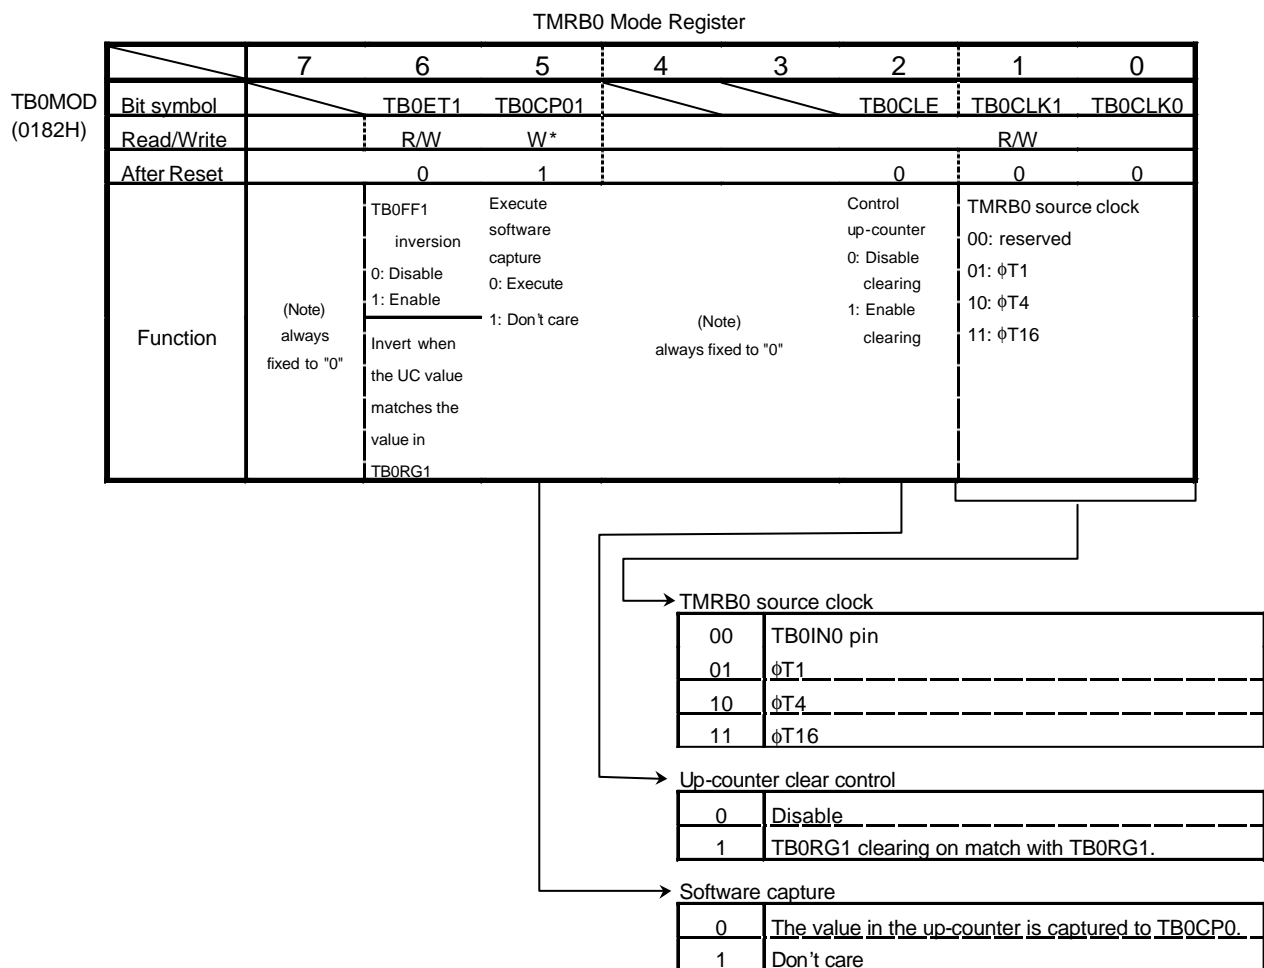 TMRB0 Mode Register
7 6 5 4 3 2 1 0
TB0MOD
(0182H)
Bit symbol TB0ET1 TB0CP01 TB0CLE TB0CLK1 TB0CLK0
Read/Write R/W W* R/W
After Reset 0 1 0 0 0
Function
(Note)
always
fixed to "0"
TB0FF1
inversion
0: Disable
1: Enable
Invert when
the UC value
matches the
value in
TB0RG1
Execute
software
capture
0: Execute
1: Don't care
(Note)
always fixed to "0"
Control
up-counter
0: Disable
clearing
1: Enable
clearing
TMRB0 source clock
00: reserved
01: ϕT1
10: ϕT4
11: ϕT16
TMRB0 source clock
00 TB0IN0 pin
01 ϕT1
10 ϕT4
11 ϕT16
Up-counter clear control
0 Disable
1 TB0RG1 clearing on match with TB0RG1.
Software capture
0 The value in the up-counter is captured to TB0CP0.
1 Don't care